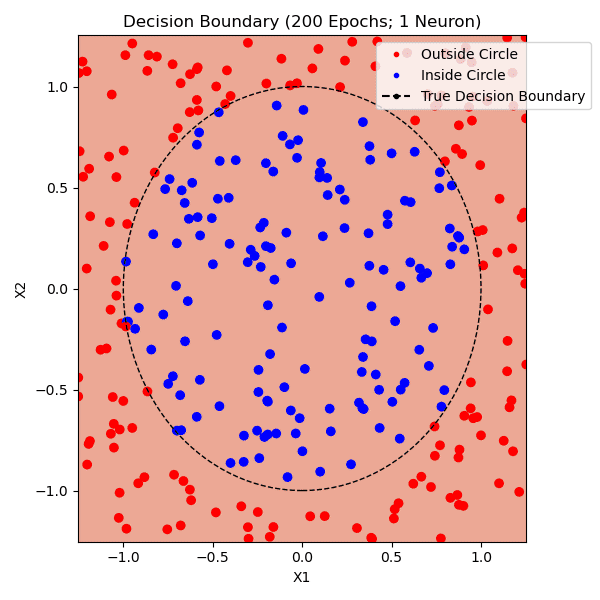 Decision Boundary (200 Epochs; 1 Neuron)
Outside Circle
Inside Circle
True Decision Boundary
X2
1.0
0.5
0.0
−0.5
−1.0
−1.0 −0.5 0.0 0.5 1.0
X1